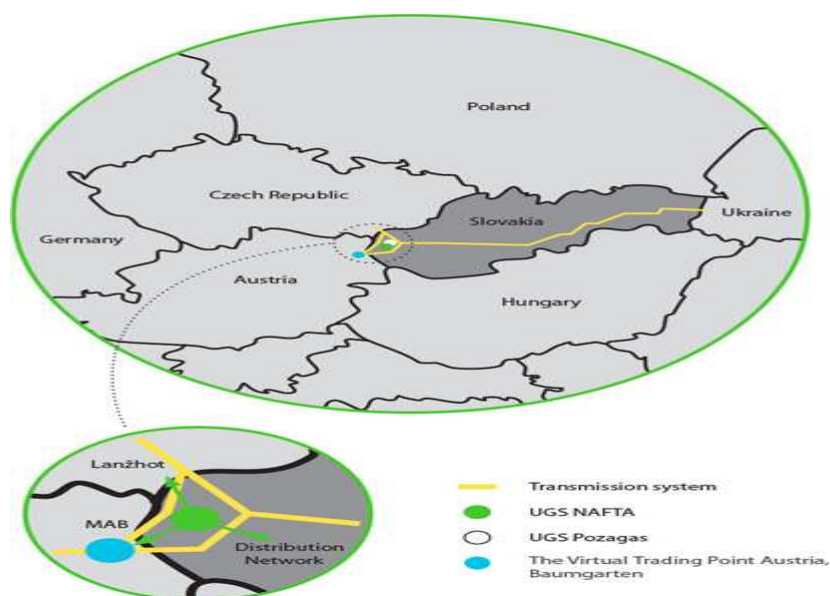 Poland
Czech Republic
Slovakia
Ukraine
Germany
Austria
Hungary
Lanžhot
MAB
Distribution
Network
Transmission system
UGS NAFTA
UGS Pozagas
The Virtual Trading Point Austria,
Baumgarten